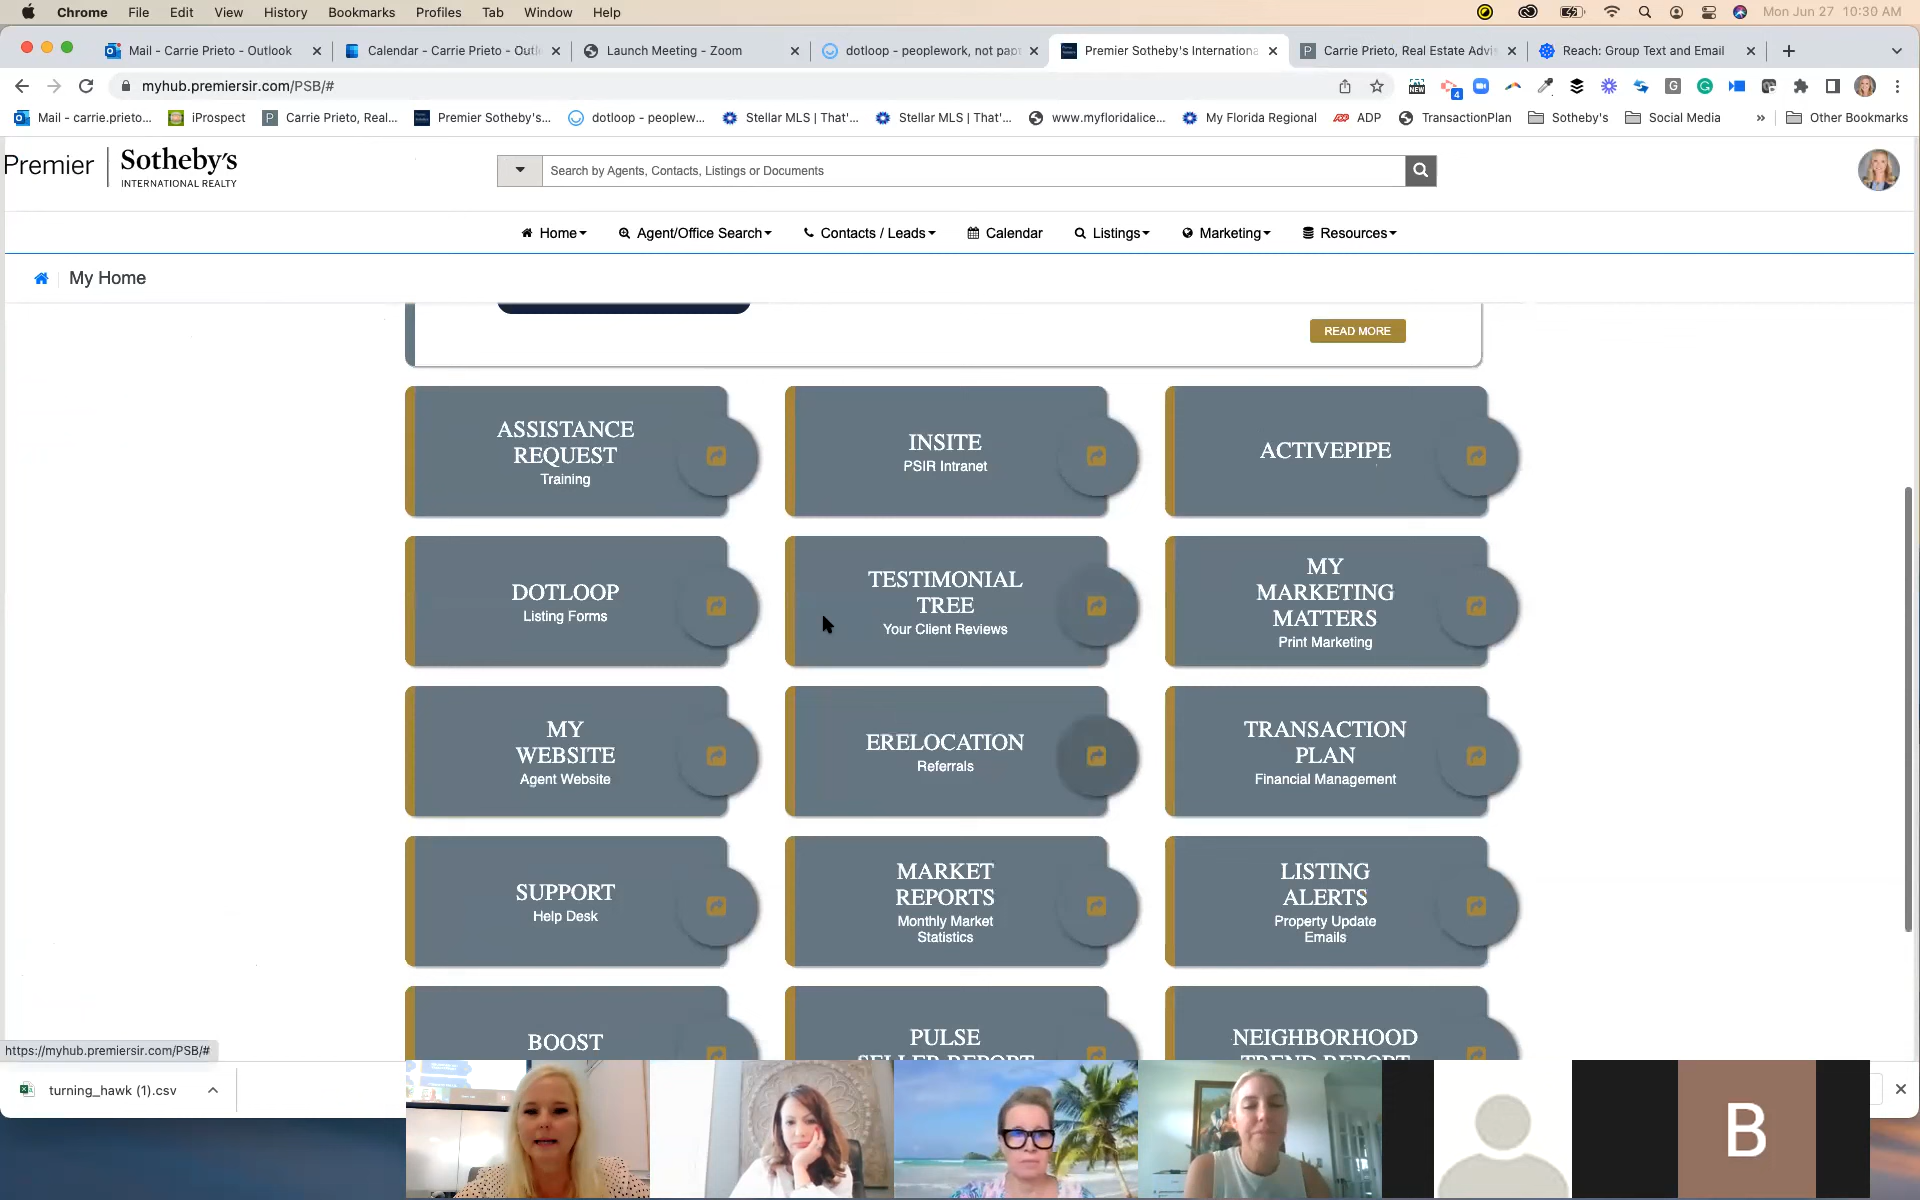 Chrome File Edit View History Bookmarks Profiles Tab Window Help Mon Jun 27 10:30 AM
Mail - Carrie Prieto - Outlook Calendar - Carrie Prieto - Outl Launch Meeting - Zoom dotloop - peoplework, not pap Premier Sotheby's Internationa Carrie Prieto, Real Estate Advi Reach: Group Text and Email
myhub.premiersir.com/PSB/# NEW 4 G
Mail - carrie.prieto... iProspect P Carrie Prieto, Real... Premier Sotheby's... dotloop - peoplew... Stellar MLS | That'... Stellar MLS | That'... www.myfloridalice... My Florida Regional ADP TransactionPlan Sotheby's Social Media » Other Bookmarks
Premier | Sotheby's
INTERNATIONAL REALTY
Search by Agents, Contacts, Listings or Documents
Home Agent/Office Search Contacts / Leads Calendar Listings Marketing Resources
My Home
READ MORE
ASSISTANCE
REQUEST
Training
INSITE
PSIR Intranet
ACTIVEPIPE
DOTLOOP
Listing Forms
TESTIMONIAL
TREE
Your Client Reviews
MY
MARKETING
MATTERS
Print Marketing
MY
WEBSITE
Agent Website
ERELOCATION
Referrals
TRANSACTION
PLAN
Financial Management
SUPPORT
Help Desk
MARKET
REPORTS
Monthly Market
Statistics
LISTING
ALERTS
Property Update
Emails
BOOST
PULSE
SELLER REPORT
NEIGHBORHOOD
TREND REPORT
https://myhub.premiersir.com/PSB/#
turning_hawk (1).csv
B